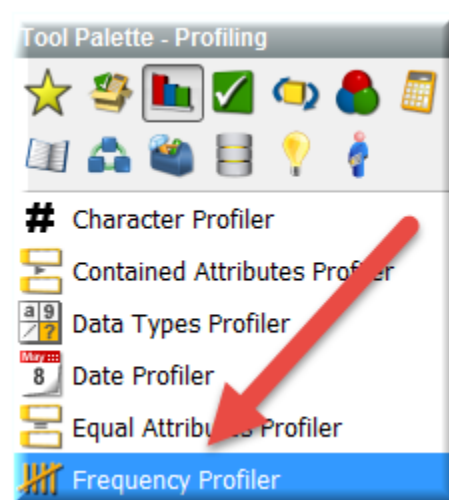 Tool Palette - Profiling
# Character Profiler
Contained Attributes Profiler
a 9
/ ?
Data Types Profiler
May
8
Date Profiler
Equal Attributes Profiler
Frequency Profiler